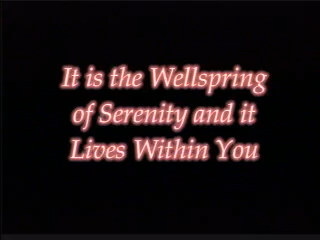 It is the Wellspring
of Serenity and it
Lives Within You